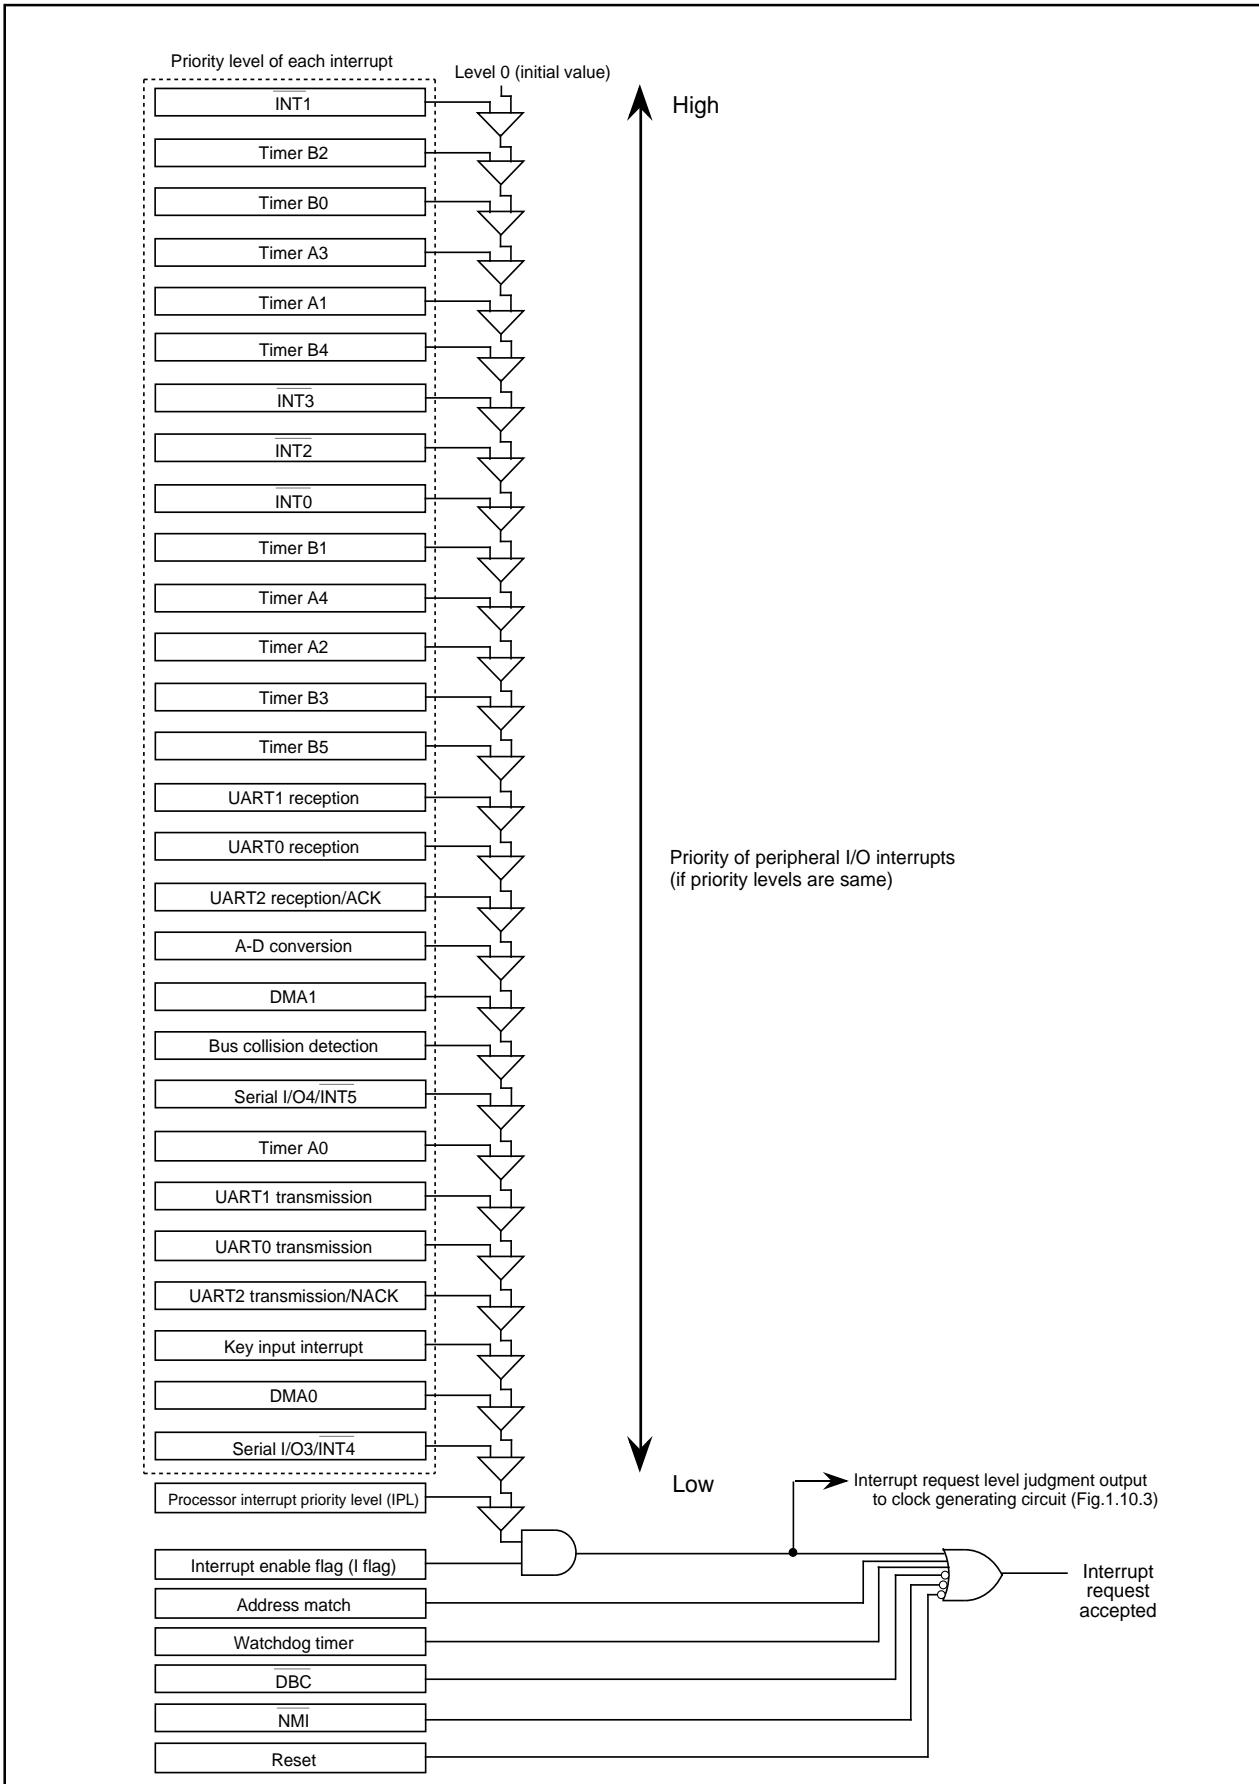 Priority level of each interrupt
Level 0 (initial value)
High
INT1
Timer B2
Timer B0
Timer A3
Timer A1
Timer B4
INT3
INT2
INT0
Timer B1
Timer A4
Timer A2
Timer B3
Timer B5
UART1 reception
UART0 reception
UART2 reception/ACK
A-D conversion
DMA1
Bus collision detection
Serial I/O4/INT5
Timer A0
UART1 transmission
UART0 transmission
UART2 transmission/NACK
Key input interrupt
DMA0
Serial I/O3/INT4
Priority of peripheral I/O interrupts
(if priority levels are same)
Low
Processor interrupt priority level (IPL)
Interrupt request level judgment output
to clock generating circuit (Fig.1.10.3)
Interrupt enable flag (I flag)
Address match
Watchdog timer
DBC
NMI
Reset
Interrupt
request
accepted